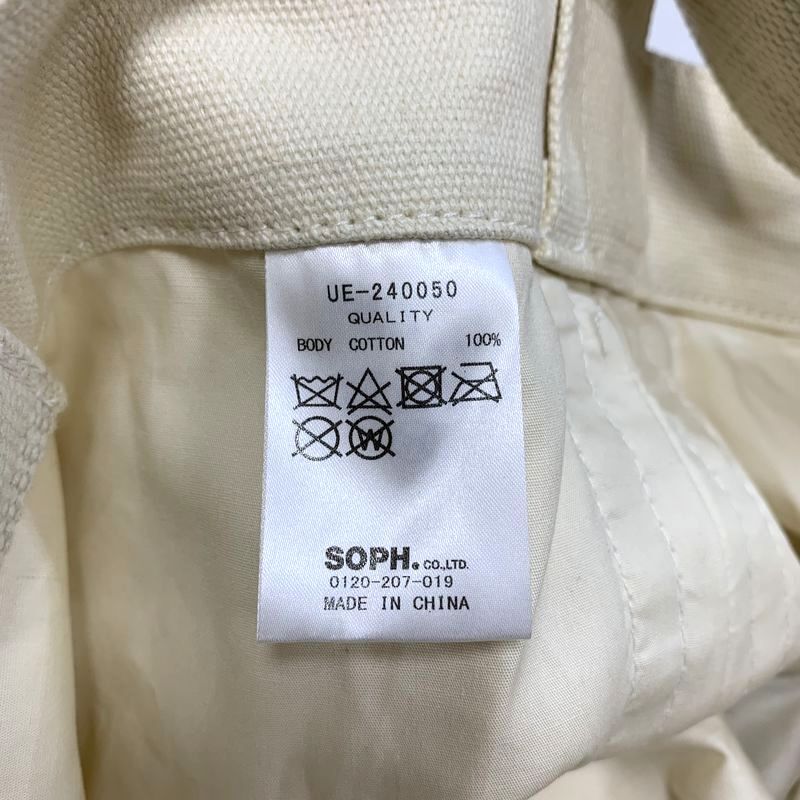 UE-240050
QUALITY
BODY COTTON 100%
W
SOPH. CO.,LTD.
0120-207-019
MADE IN CHINA